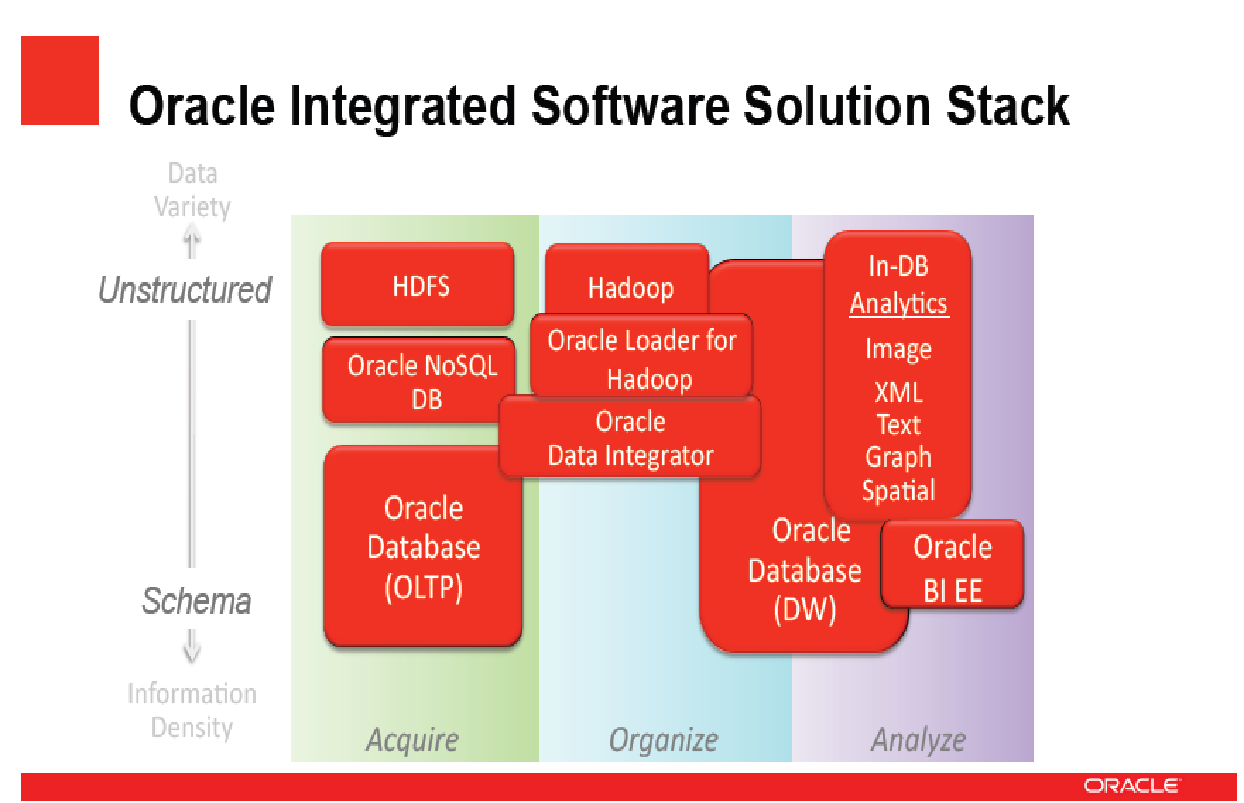 Oracle Integrated Software Solution Stack
Data
Variety
Unstructured
Schema
Information
Density
HDFS
Oracle NoSQL
DB
Oracle
Database
(OLTP)
Acquire
Hadoop
Oracle Loader for
Hadoop
Oracle
Data Integrator
Organize
Oracle
Database
(DW)
In-DB
Analytics
Image
XML
Text
Graph
Spatial
Oracle
BI EE
Analyze
ORACLE